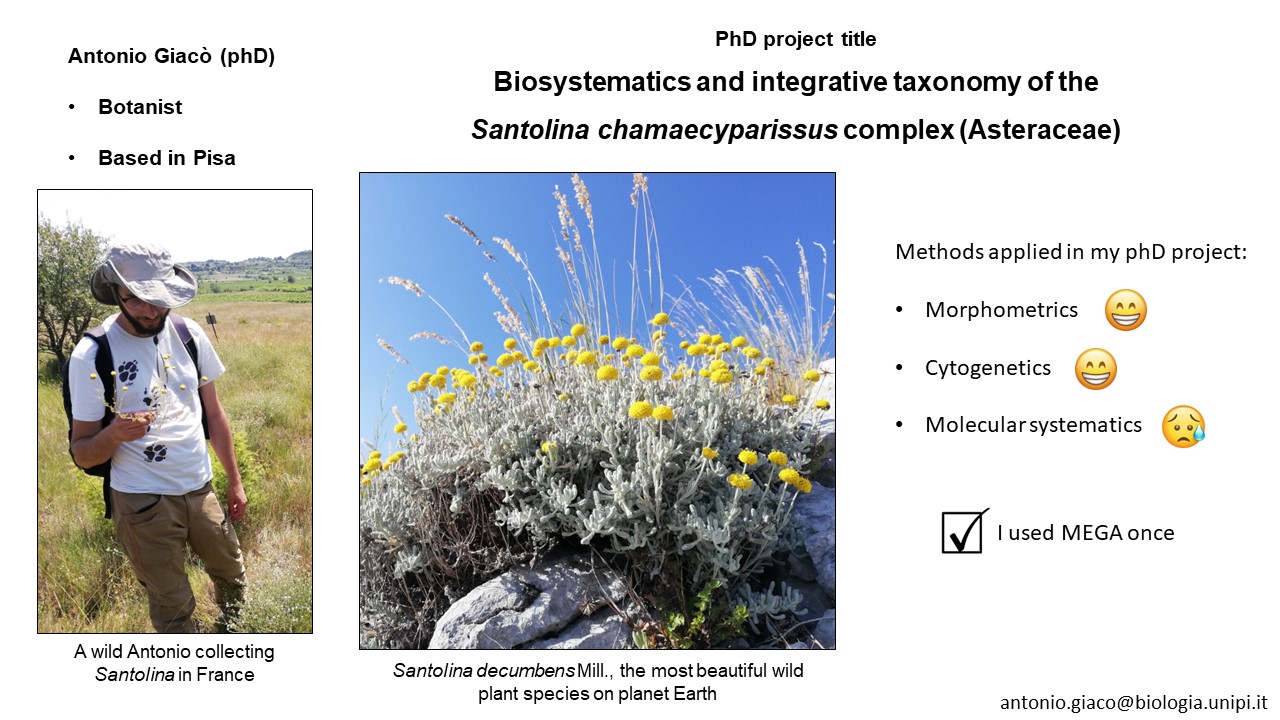 Antonio Giacò (phD)
• Botanist
• Based in Pisa
A wild Antonio collecting
Santolina in France
PhD project title
Biosystematics and integrative taxonomy of the
Santolina chamaecyparissus complex (Asteraceae)
Santolina decumbens Mill., the most beautiful wild
plant species on planet Earth
Methods applied in my phD project:
• Morphometrics
• Cytogenetics
• Molecular systematics
I used MEGA once
antonio.giaco@biologia.unipi.it